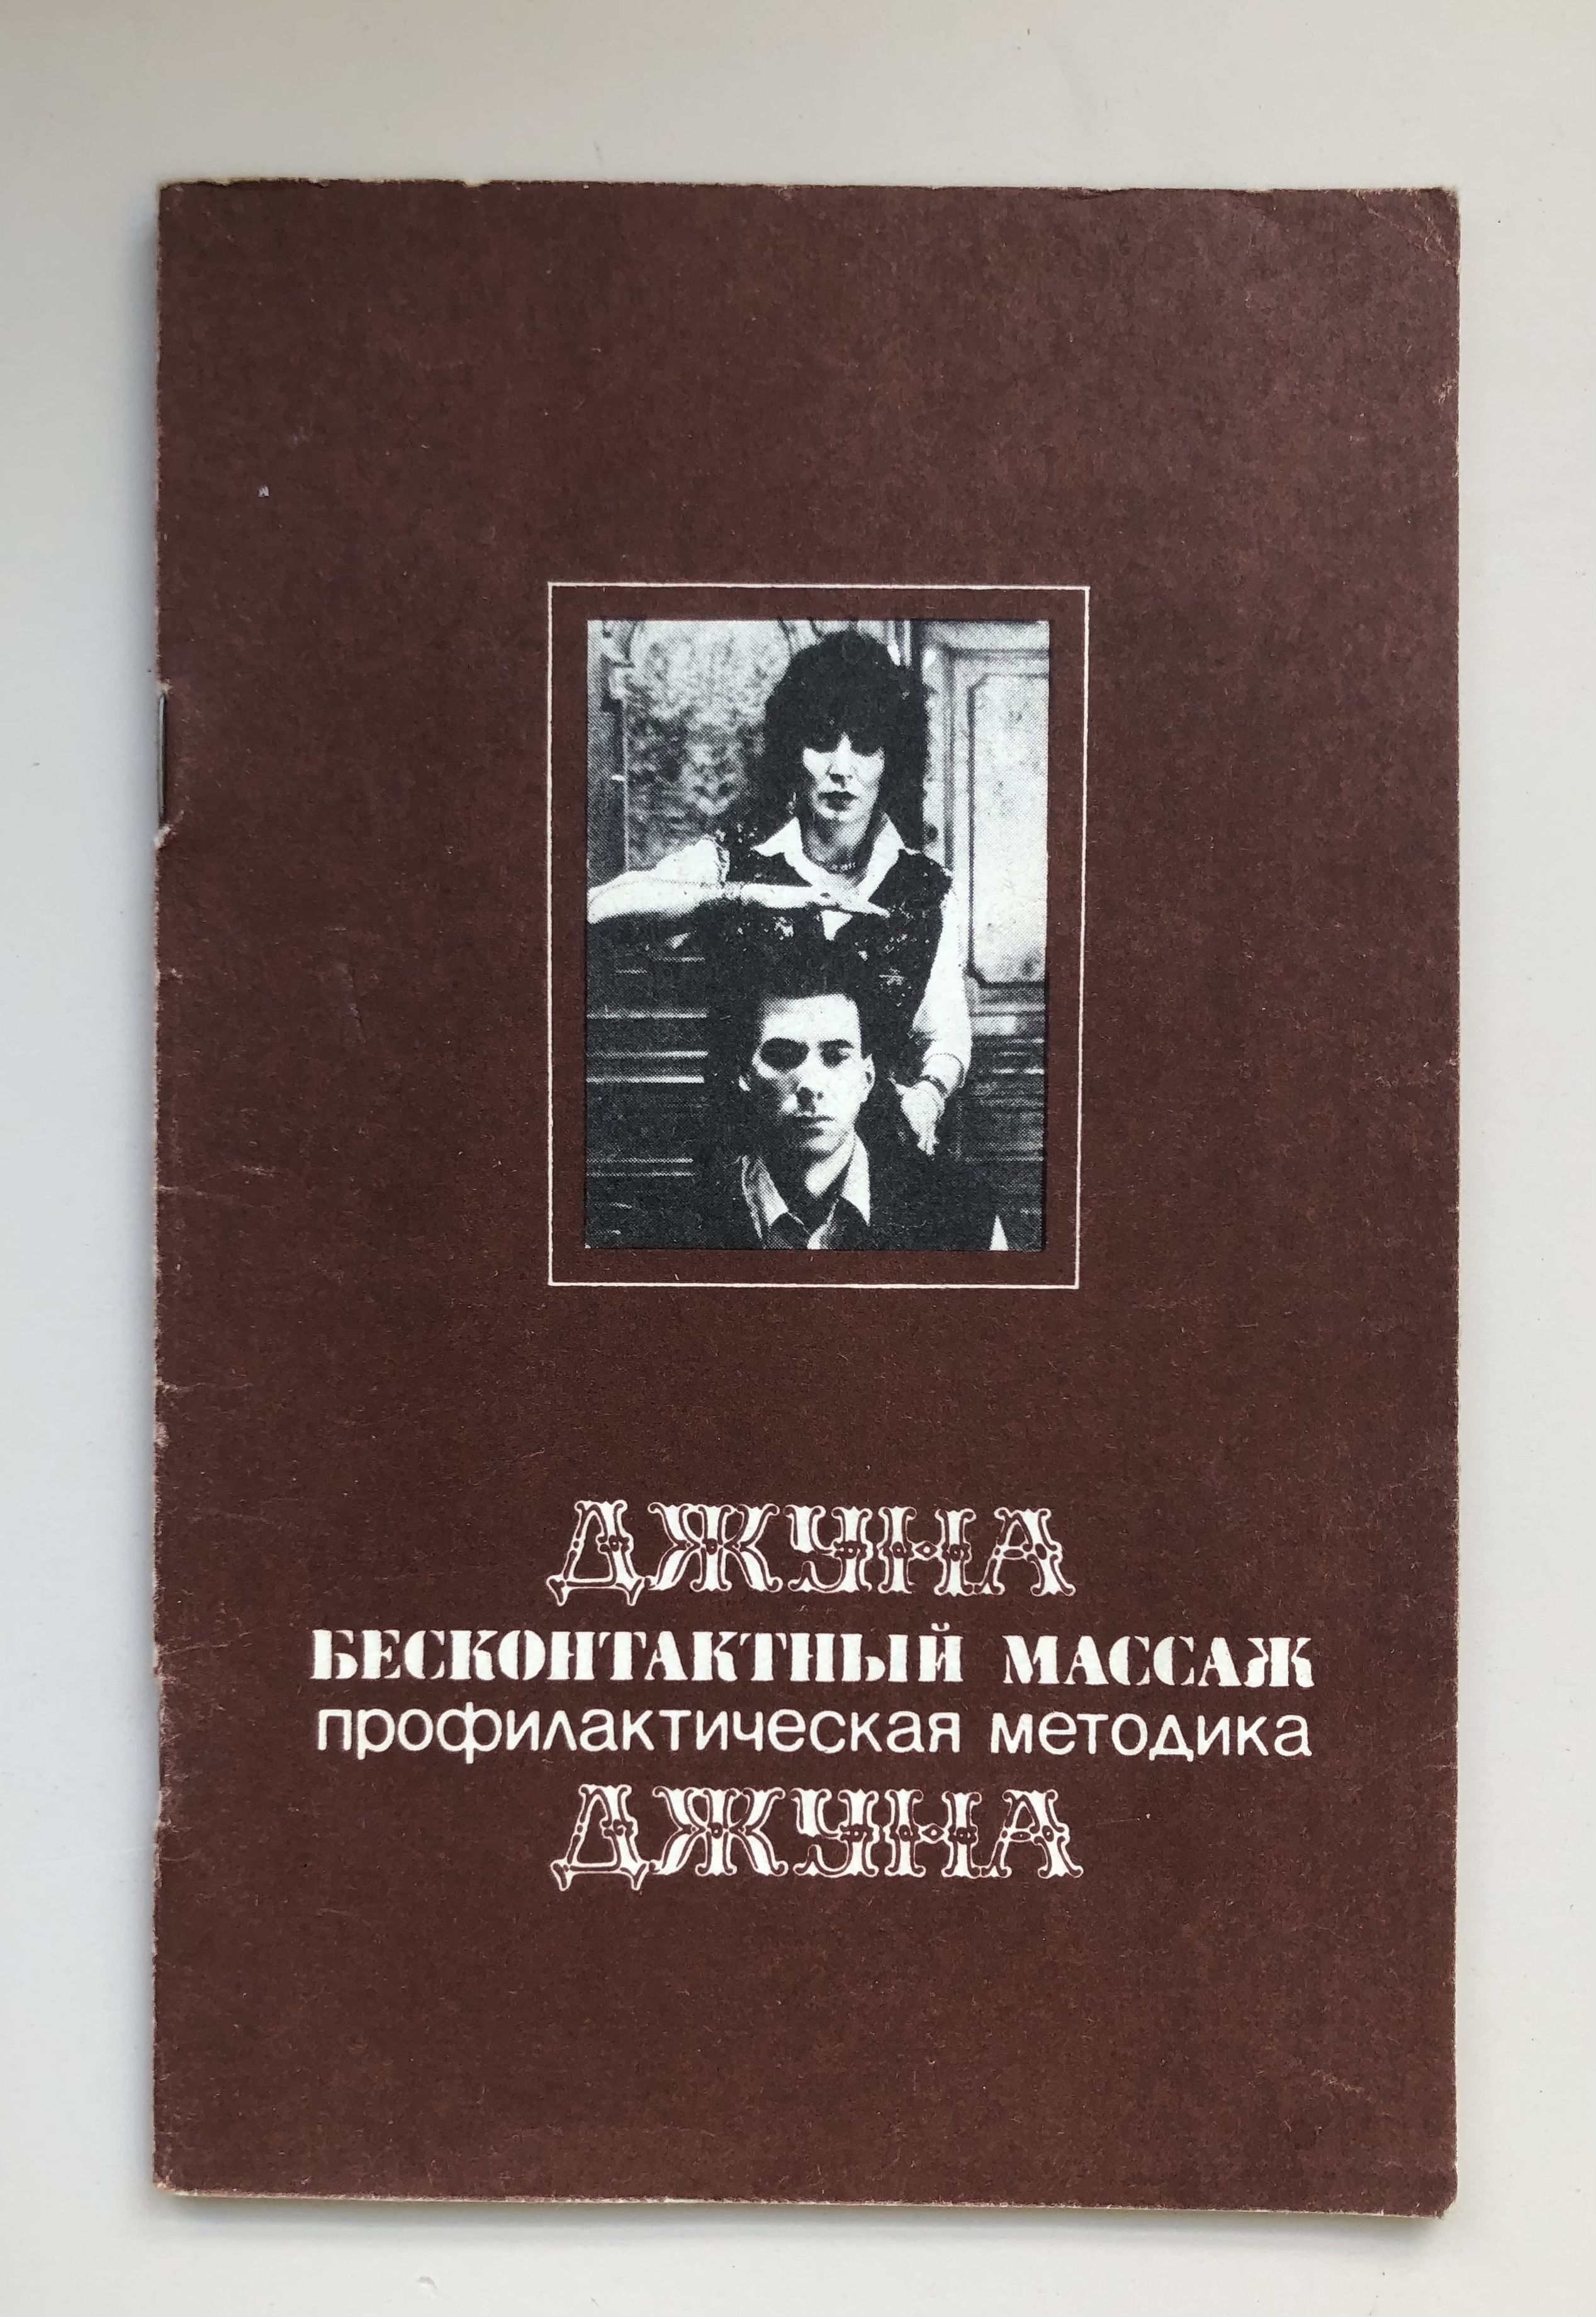 ДЖУНА
БЕСКОНТАКТНЫЙ МАССАЖ
профилактическая методика
ДЖУНА